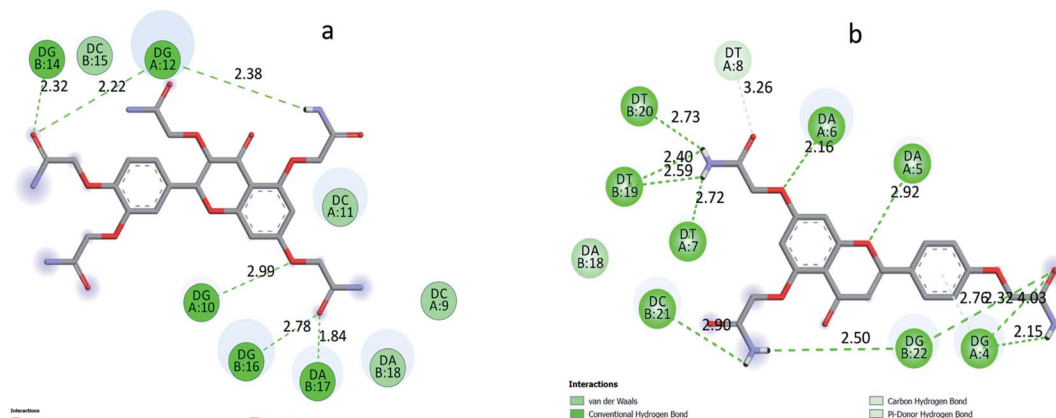 a
DG
B:14
DC
B:15
DG
A:12
2.32
2.22
2.38
DC
A:11
2.99
DG
A:10
DC
A:9
2.78
1.84
DG
B:16
DA
B:17
DA
B:18
b
DT
A:8
3.26
DT
B:20
2.73
DA
A:6
2.16
2.40
2.59
DT
B:19
DA
A:5
2.92
2.72
DT
A:7
DA
B:18
DC
B:21
2.90
2.76
2.32
4.03
2.50
DG
B:22
DG
A:4
2.15
Interactions
van der Waals
Conventional Hydrogen Bond
Carbon Hydrogen Bond
Pi-Donor Hydrogen Bond
Interactions